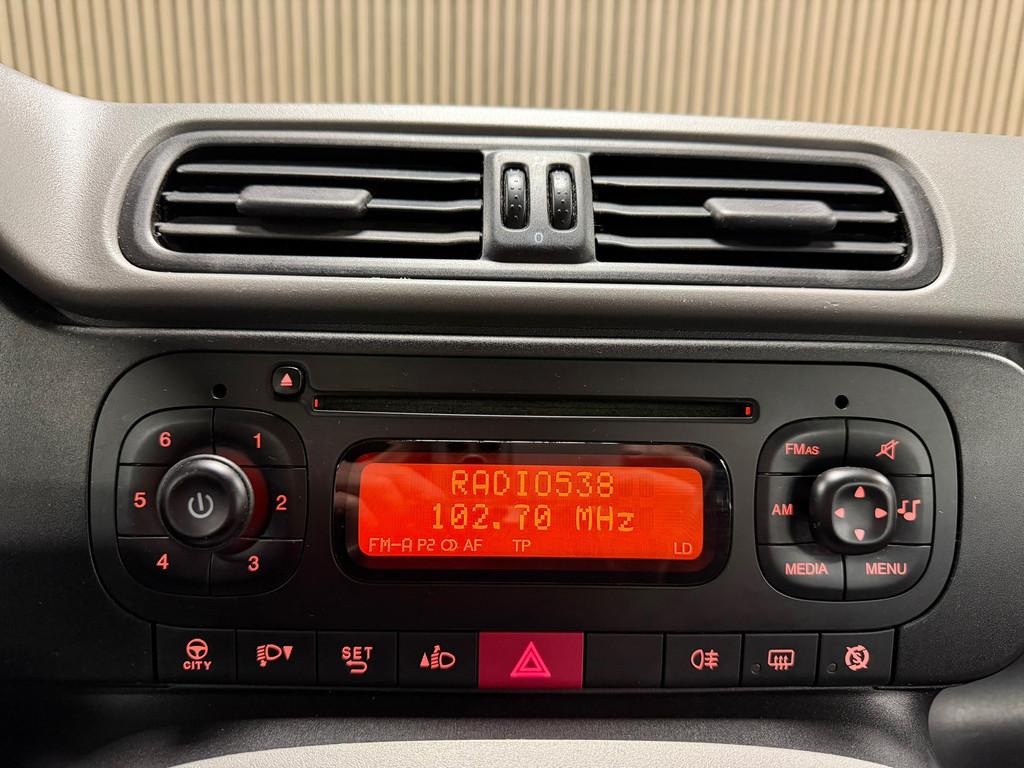 0
6 1
5 2
4 3
RADIO538
102.70 MHz
FM-A P2 AF TP LD
FMAS
AM
MEDIA MENU
CITY
SET